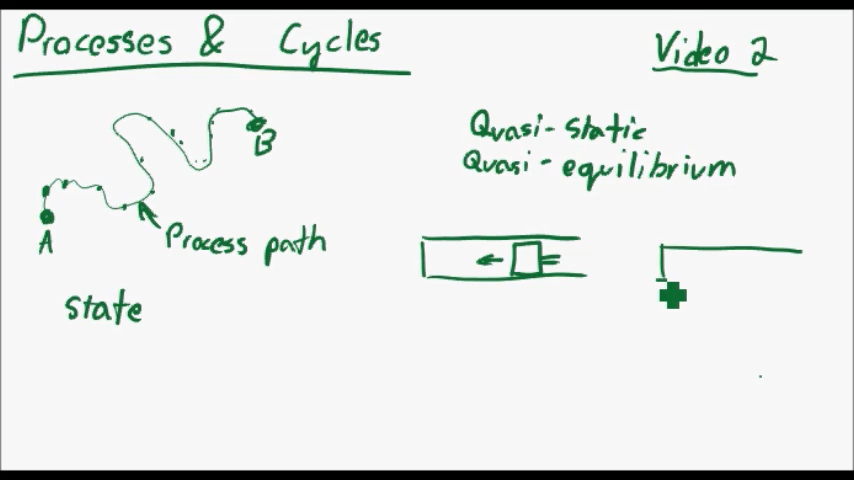 Processes & Cycles
Video 2
Quasi-static
Quasi-equilibrium
B
A
Process path
state